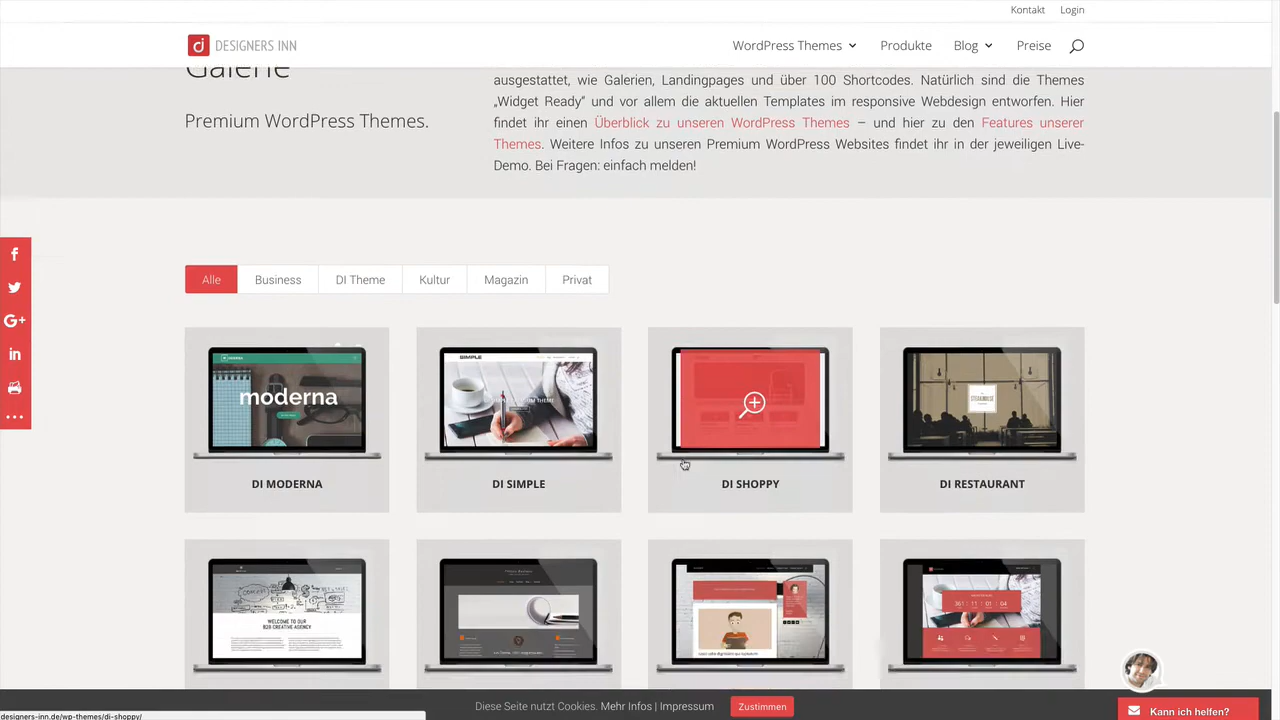 Kontakt Login
DESIGNERS INN
WordPress Themes Produkte Blog Preise
Galerie
Premium WordPress Themes.
ausgestattet, wie Galerien, Landingpages und über 100 Shortcodes. Natürlich sind die Themes
„Widget Ready“ und vor allem die aktuellen Templates im responsive Webdesign entworfen. Hier
findet ihr einen Überblick zu unseren WordPress Themes – und hier zu den Features unserer
Themes. Weitere Infos zu unseren Premium WordPress Websites findet ihr in der jeweiligen Live-
Demo. Bei Fragen: einfach melden!
Alle Business DI Theme Kultur Magazin Privat
moderna
SIMPLE
DI MODERNA DI SIMPLE DI SHOPPY DI RESTAURANT
WELCOME TO OUR
B2B CREATIVE AGENCY
361 11 01 04
Diese Seite nutzt Cookies. Mehr Infos | Impressum Zustimmen
Kann ich helfen?
designers-inn.de/wp-themes/di-shoppy/